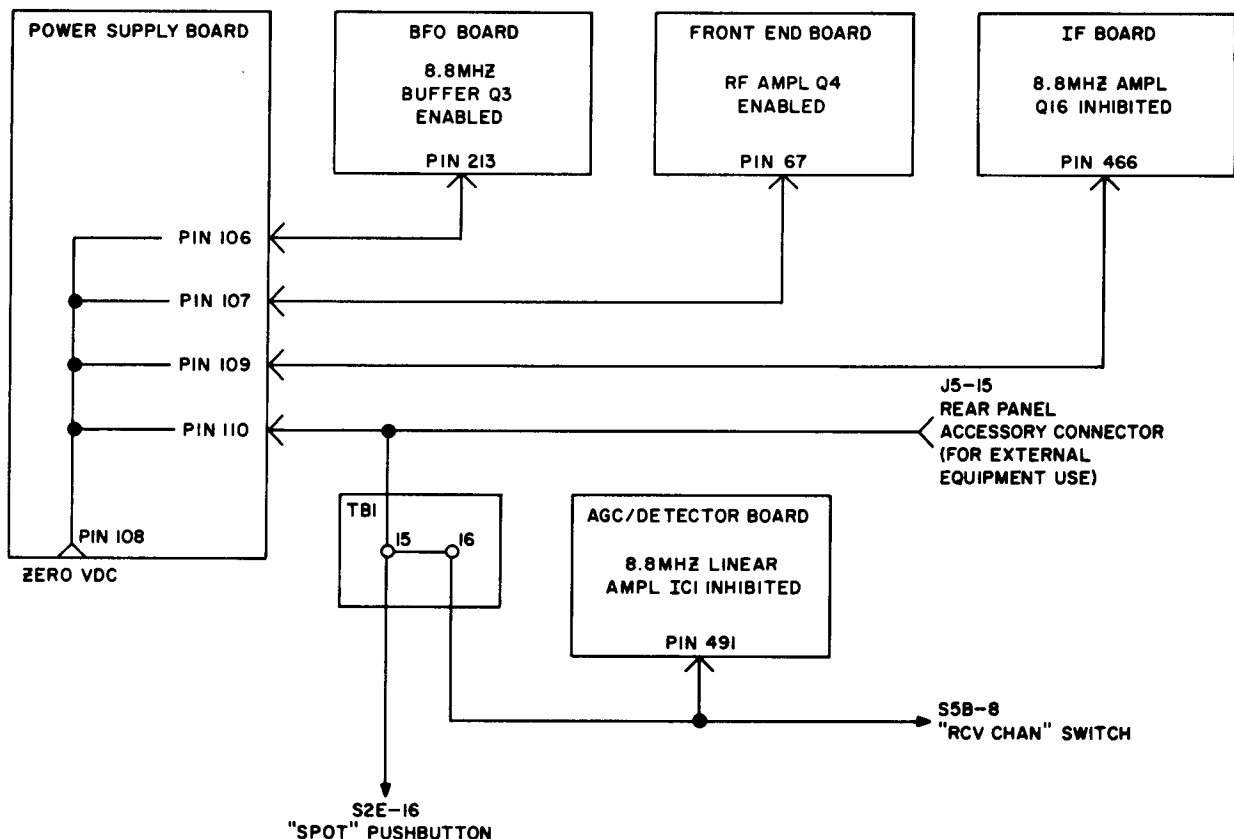 POWER SUPPLY BOARD
PIN 106
PIN 107
PIN 109
PIN 110
PIN 108
ZERO VDC
BFO BOARD
8.8MHZ
BUFFER Q3
ENABLED
PIN 213
FRONT END BOARD
RF AMPL Q4
ENABLED
PIN 67
IF BOARD
8.8MHZ AMPL
Q16 INHIBITED
PIN 466
J5-15
REAR PANEL
ACCESSORY CONNECTOR
(FOR EXTERNAL
EQUIPMENT USE)
TB1
15
16
AGC/DETECTOR BOARD
8.8MHZ LINEAR
AMPL IC1 INHIBITED
PIN 491
S5B-8
"RCV CHAN" SWITCH
S2E-16
"SPOT" PUSHBUTTON